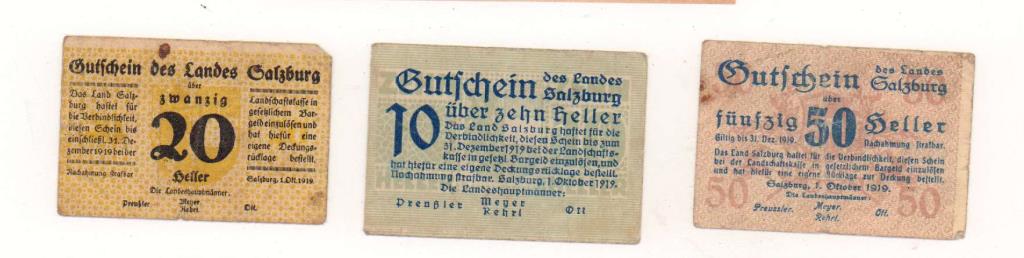 Gutschein des Landes Salzburg
über
zwanzig
20
Heller
Das Land Salz-
burg haftet für
die Verbindlichkeit,
diesen Schein bis
einschließl. 31. De-
zember 1919 bei der
Landschaftskasse in
gesetzlichem Bar-
geld einzulösen und
hat hiefür eine
eigene Deckungs-
rücklage bestellt.
Nachahmung strafbar
Salzburg, 1. Okt. 1919.
Die Landeshauptmänner:
Preußler Meyer Ott.
Rehrl
Gutschein des Landes
Salzburg
über zehn Heller
10
Das Land Salzburg haftet für die
Verbindlichkeit, diesen Schein bis zum
31. Dezember 1919 bei der Landschafts-
kasse in gesetzl. Bargeld einzulösen, und
hat hiefür eine eigene Deckungsrücklage bestellt.
Nachahmung strafbar. Salzburg, 1. Oktober 1919.
Die Landeshauptmänner:
Preußler Meyer Ott
Rehrl
Gutschein des Landes
Salzburg
über
fünfzig 50 Heller
Giltig bis 31. Dez. 1919. Nachahmung strafbar.
Das Land Salzburg haftet für die Verbindlichkeit, diesen Schein
bei der Landschaftskasse in gesetzlichem Bargeld einzulösen
und hat hiefür eine eigene Rücklage zur Deckung bestellt.
Salzburg, 1. Oktober 1919.
Die Landeshauptmänner:
50 50
Preussler. Meyer. Ott.
Rehrl.